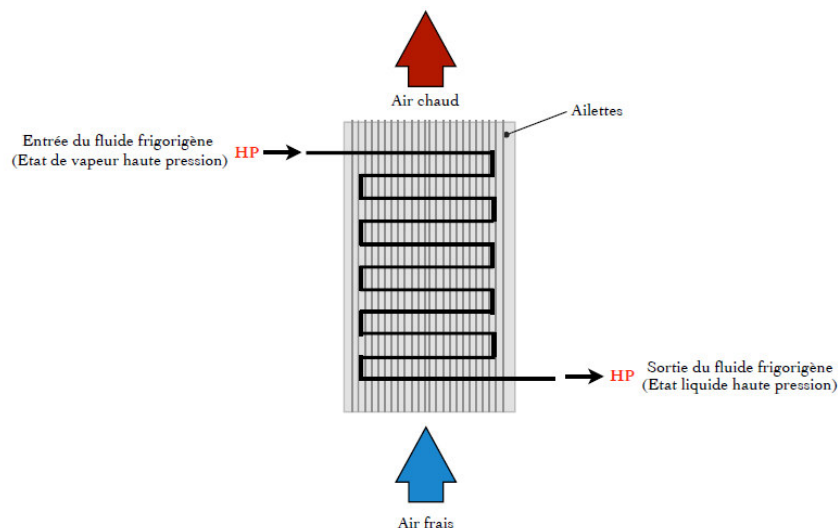 Air chaud
Ailettes
Entrée du fluide frigorigène
(Etat de vapeur haute pression)
HP
HP
Sortie du fluide frigorigène
(Etat liquide haute pression)
Air frais